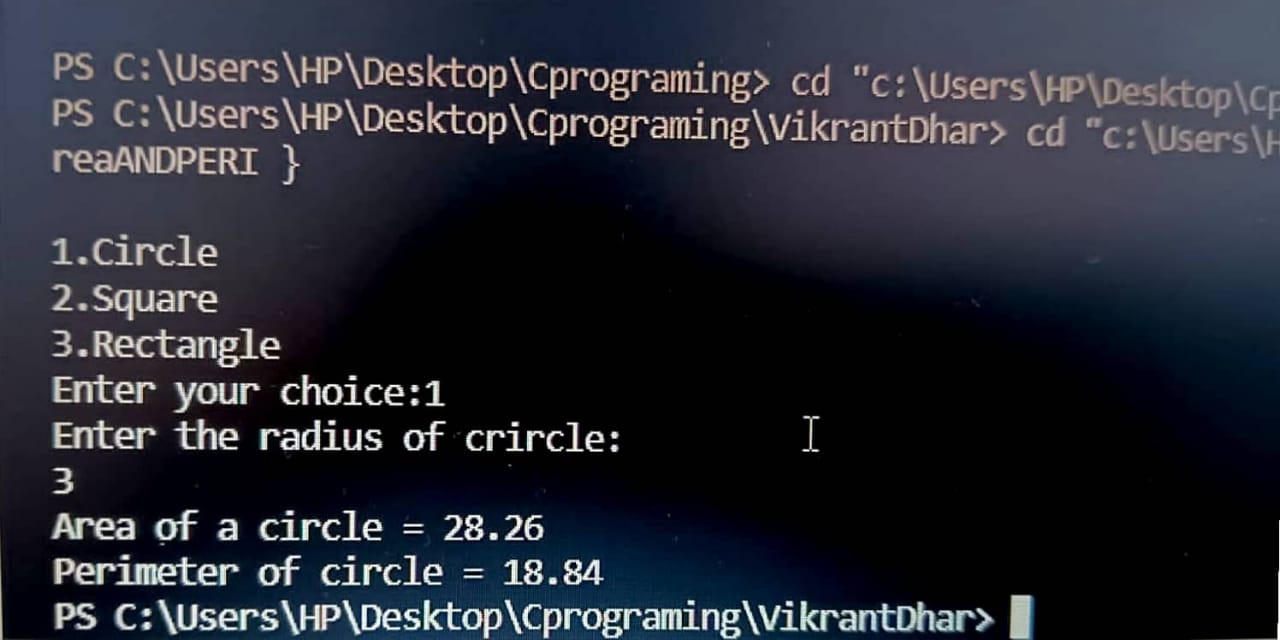 PS C:\Users\HP\Desktop\Cprograming> cd "c:\Users\HP\Desktop\Cp
PS C:\Users\HP\Desktop\Cprograming\VikrantDhar> cd "c:\Users\H
reaANDPERI }
1.Circle
2.Square
3.Rectangle
Enter your choice:1
Enter the radius of crircle:
3
Area of a circle = 28.26
Perimeter of circle = 18.84
PS C:\Users\HP\Desktop\Cprograming\VikrantDhar>